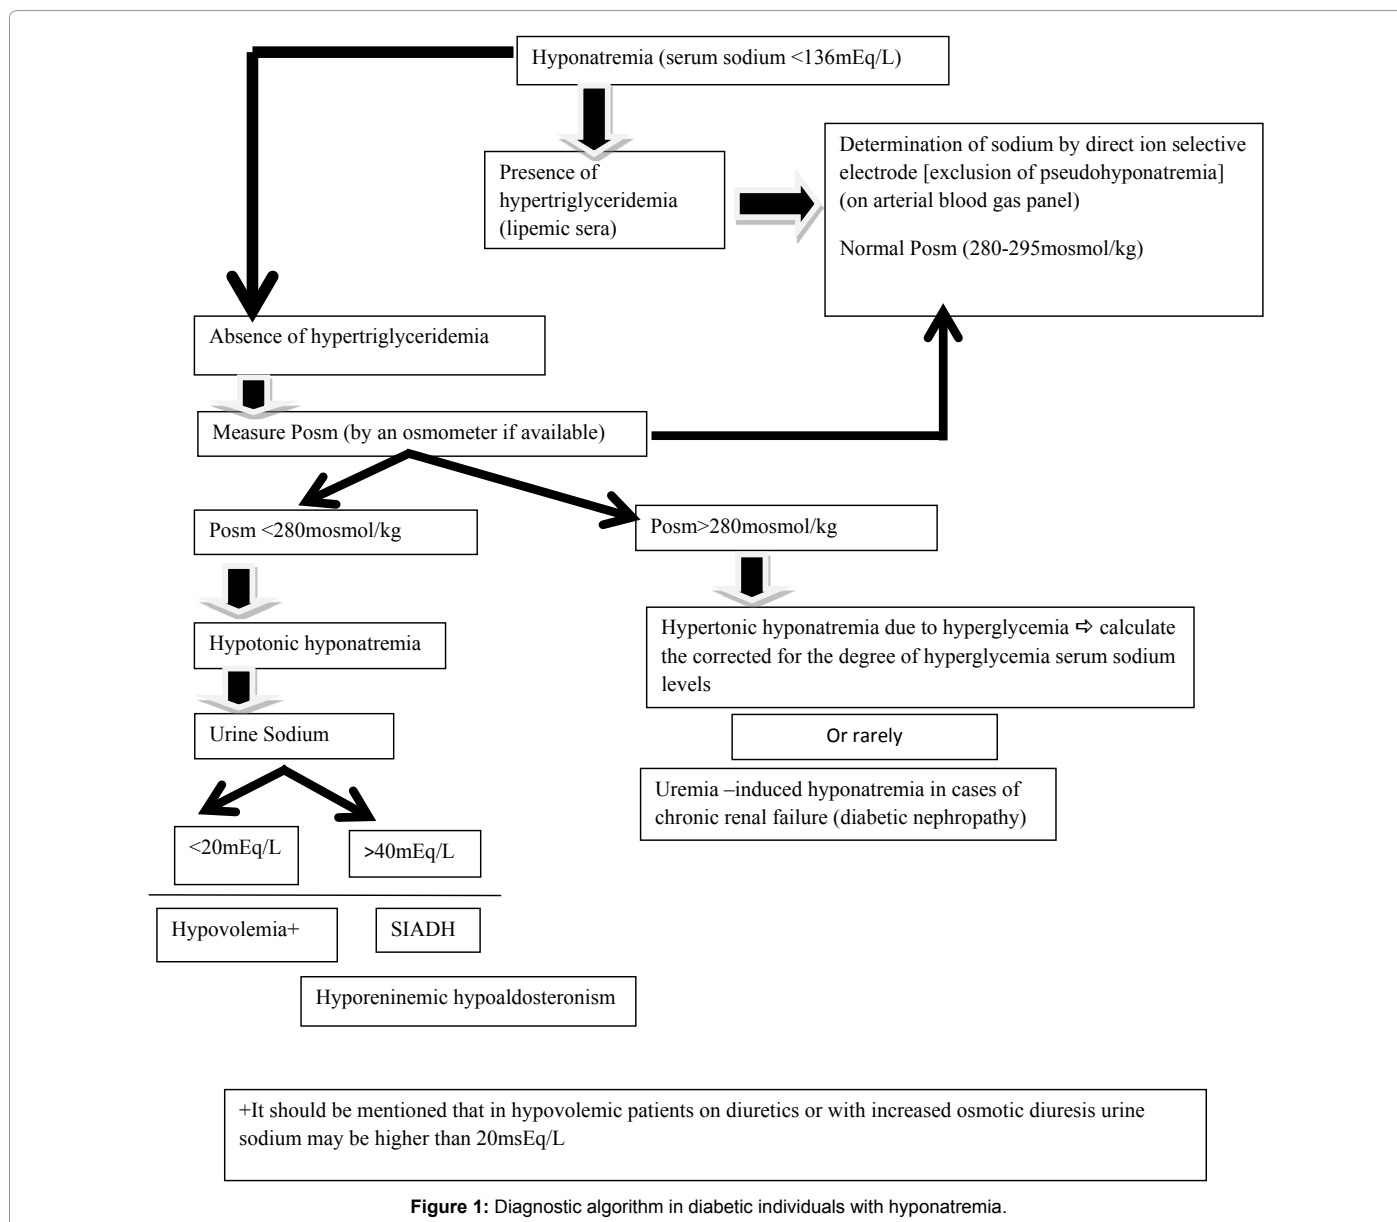 Hyponatremia (serum sodium <136mEq/L)
Presence of
hypertriglyceridemia
(lipemic sera)
Determination of sodium by direct ion selective
electrode [exclusion of pseudohyponatremia]
(on arterial blood gas panel)
Normal Posm (280-295mosmol/kg)
Absence of hypertriglyceridemia
Measure Posm (by an osmometer if available)
Posm <280mosmol/kg
Posm>280mosmol/kg
Hypotonic hyponatremia
Hypertonic hyponatremia due to hyperglycemia ⇨ calculate
the corrected for the degree of hyperglycemia serum sodium
levels
Urine Sodium
Or rarely
Uremia –induced hyponatremia in cases of
chronic renal failure (diabetic nephropathy)
<20mEq/L
>40mEq/L
Hypovolemia+
SIADH
Hyporeninemic hypoaldosteronism
+It should be mentioned that in hypovolemic patients on diuretics or with increased osmotic diuresis urine
sodium may be higher than 20msEq/L
Figure 1: Diagnostic algorithm in diabetic individuals with hyponatremia.